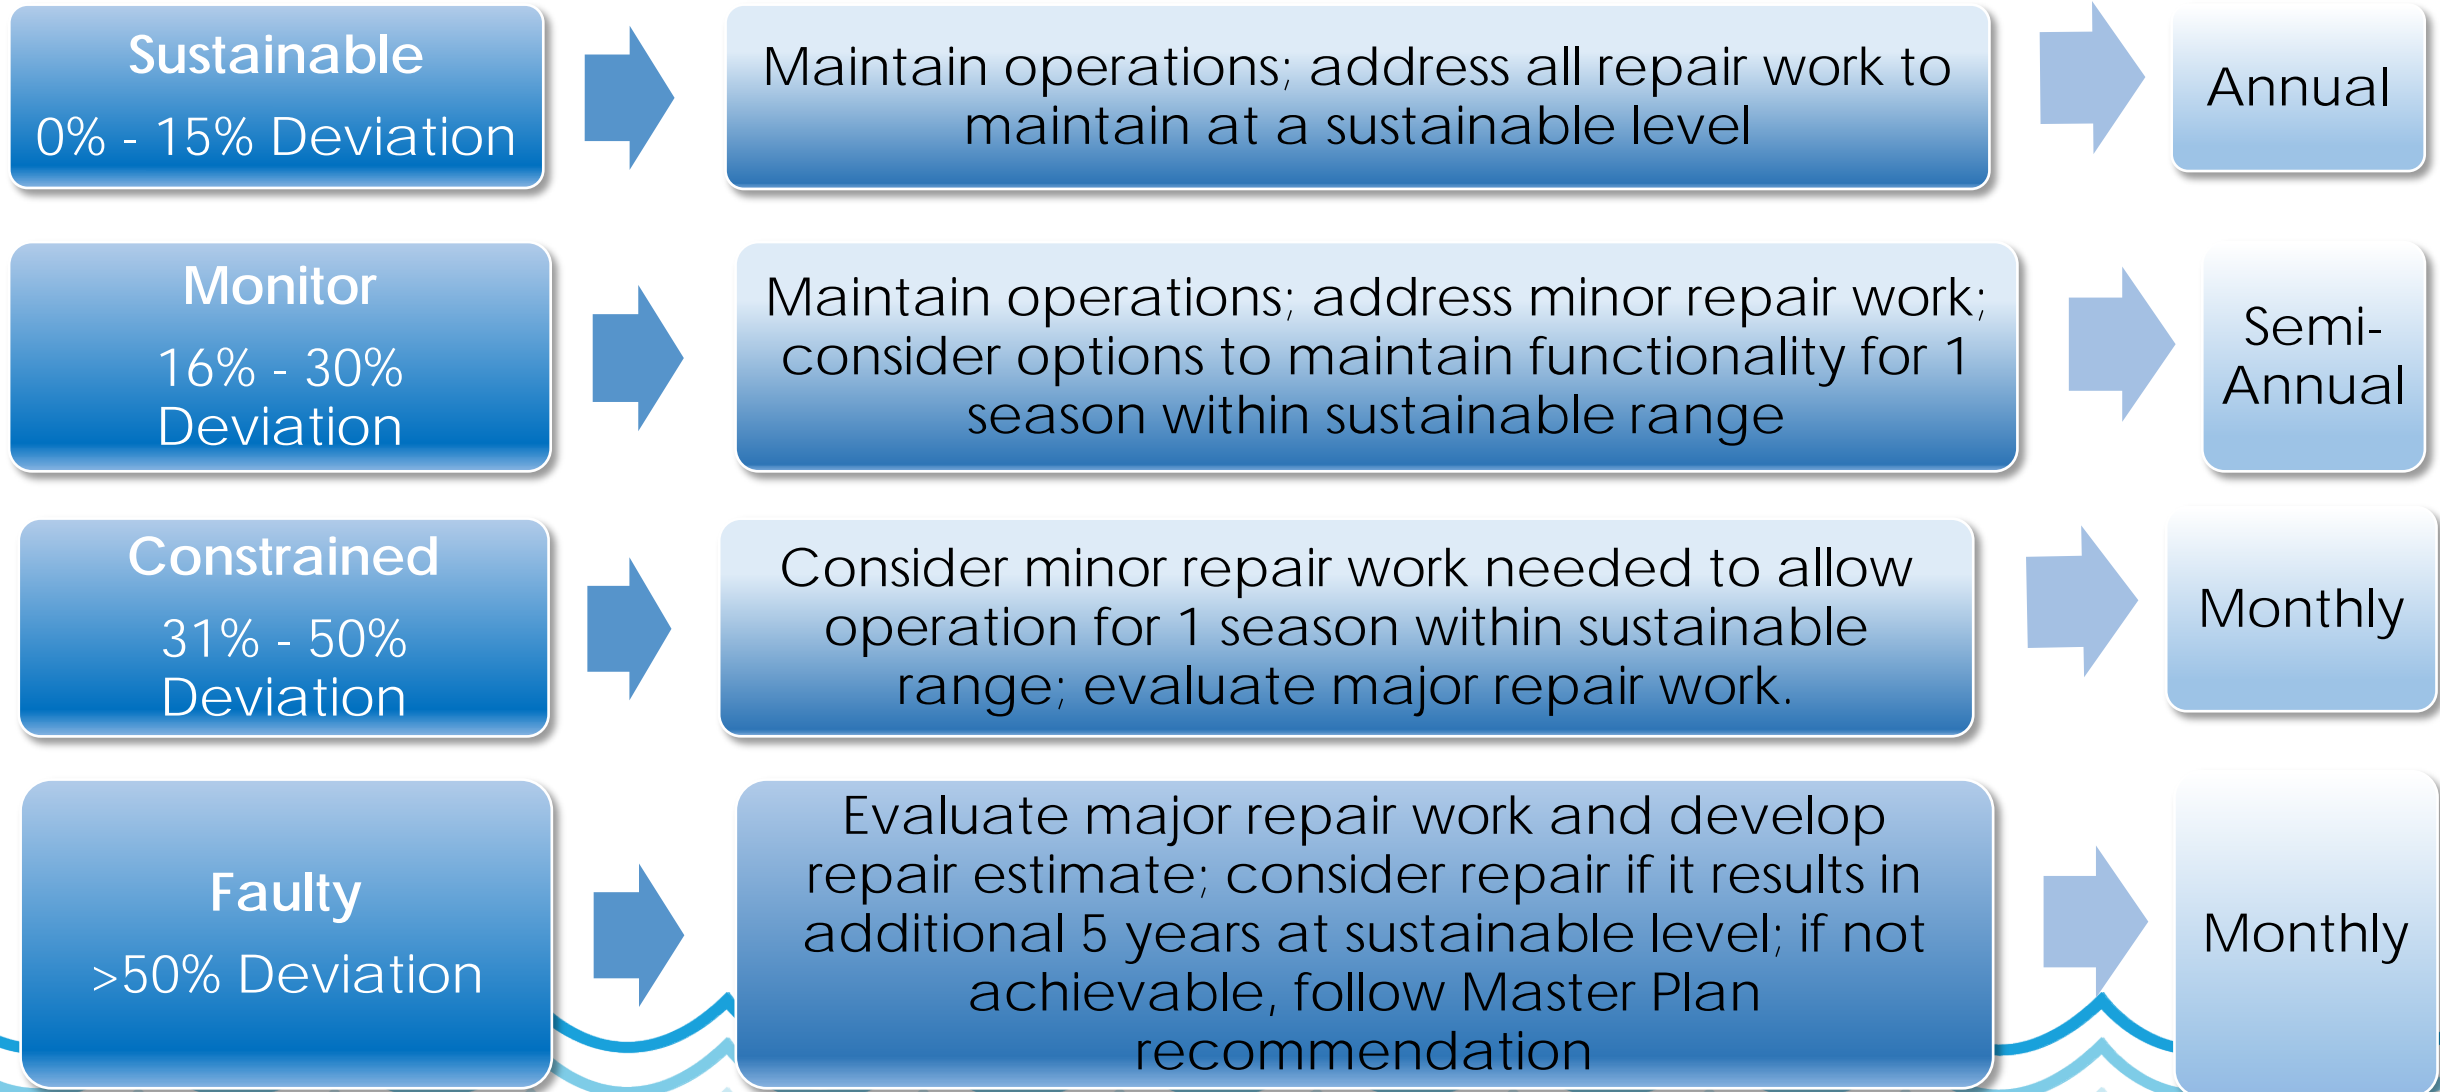 Sustainable
0% - 15% Deviation
Maintain operations; address all repair work to
maintain at a sustainable level
Annual
Monitor
16% - 30%
Deviation
Maintain operations; address minor repair work;
consider options to maintain functionality for 1
season within sustainable range
Semi-
Annual
Constrained
31% - 50%
Deviation
Consider minor repair work needed to allow
operation for 1 season within sustainable
range; evaluate major repair work.
Monthly
Faulty
>50% Deviation
Evaluate major repair work and develop
repair estimate; consider repair if it results in
additional 5 years at sustainable level; if not
achievable, follow Master Plan
recommendation
Monthly